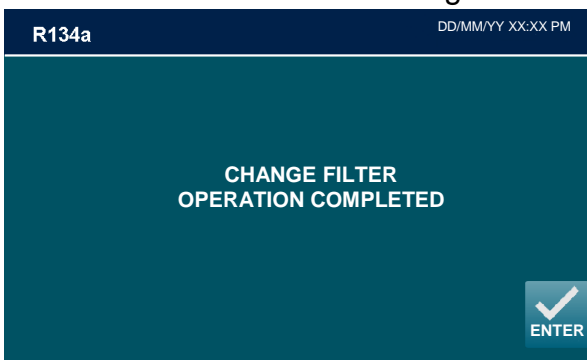 R134a
DD/MM/YY XX:XX PM
CHANGE FILTER
OPERATION COMPLETED
ENTER